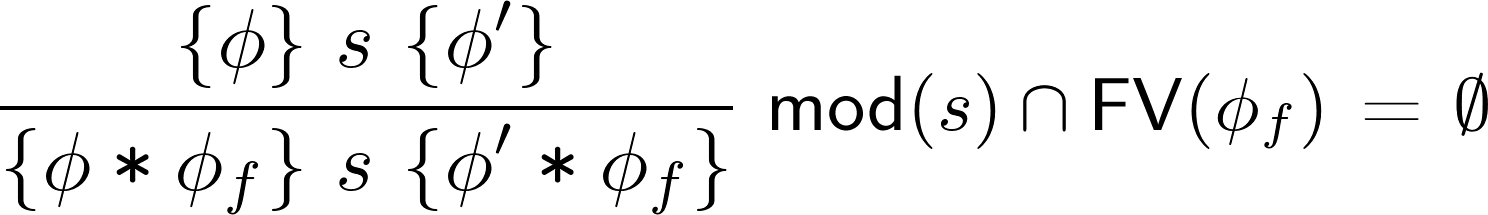 {ϕ} s {ϕ′}
{ϕ * ϕ_f} s {ϕ′ * ϕ_f} mod(s) ∩ FV(ϕ_f) = ∅